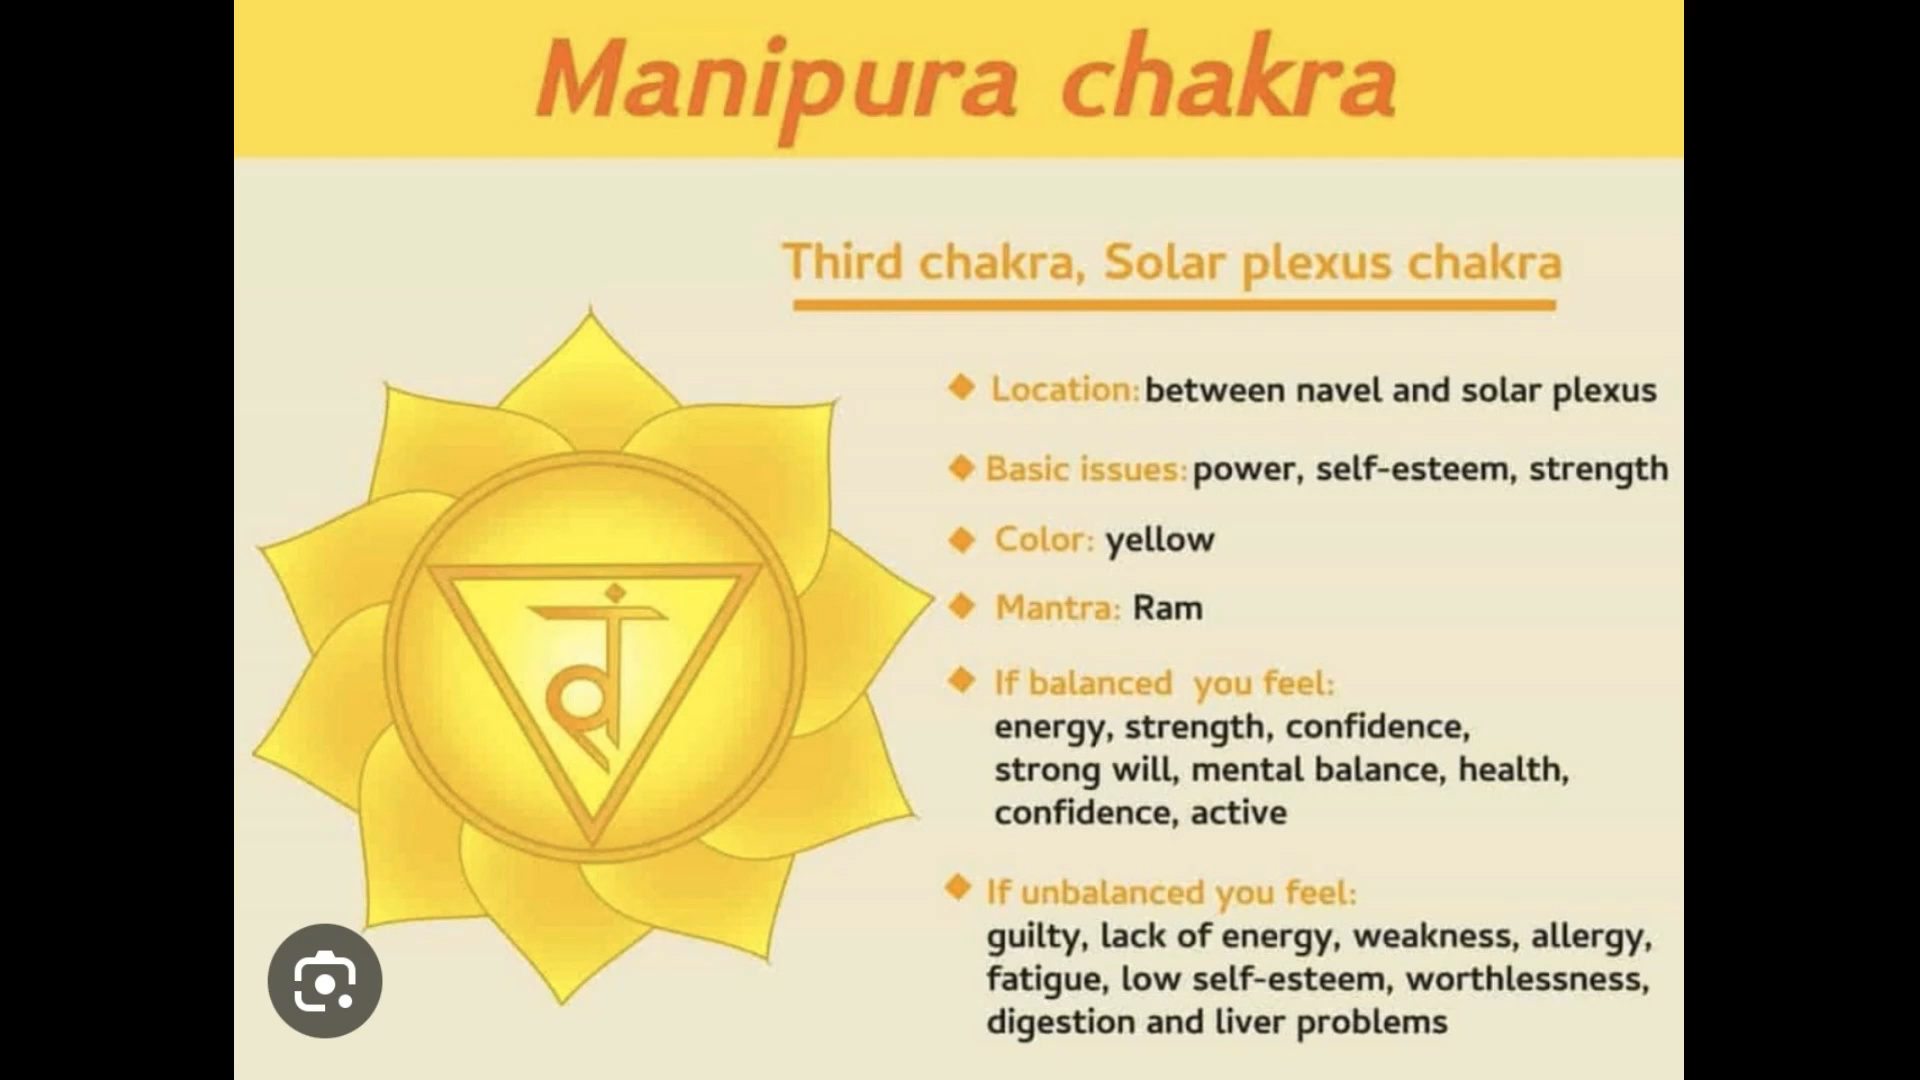 Manipura chakra
Third chakra, Solar plexus chakra
Location: between navel and solar plexus
Basic issues: power, self-esteem, strength
Color: yellow
Mantra: Ram
If balanced you feel:
energy, strength, confidence,
strong will, mental balance, health,
confidence, active
If unbalanced you feel:
guilty, lack of energy, weakness, allergy,
fatigue, low self-esteem, worthlessness,
digestion and liver problems